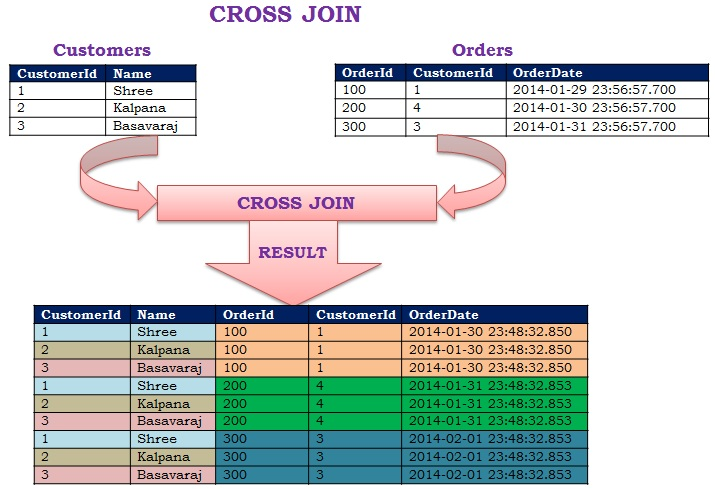 CROSS JOIN
Customers
CustomerId Name
1 Shree
2 Kalpana
3 Basavaraj
Orders
OrderId CustomerId OrderDate
100 1 2014-01-29 23:56:57.700
200 4 2014-01-30 23:56:57.700
300 3 2014-01-31 23:56:57.700
CROSS JOIN
RESULT
CustomerId Name OrderId CustomerId OrderDate
1 Shree 100 1 2014-01-30 23:48:32.850
2 Kalpana 100 1 2014-01-30 23:48:32.850
3 Basavaraj 100 1 2014-01-30 23:48:32.850
1 Shree 200 4 2014-01-31 23:48:32.853
2 Kalpana 200 4 2014-01-31 23:48:32.853
3 Basavaraj 200 4 2014-01-31 23:48:32.853
1 Shree 300 3 2014-02-01 23:48:32.853
2 Kalpana 300 3 2014-02-01 23:48:32.853
3 Basavaraj 300 3 2014-02-01 23:48:32.853